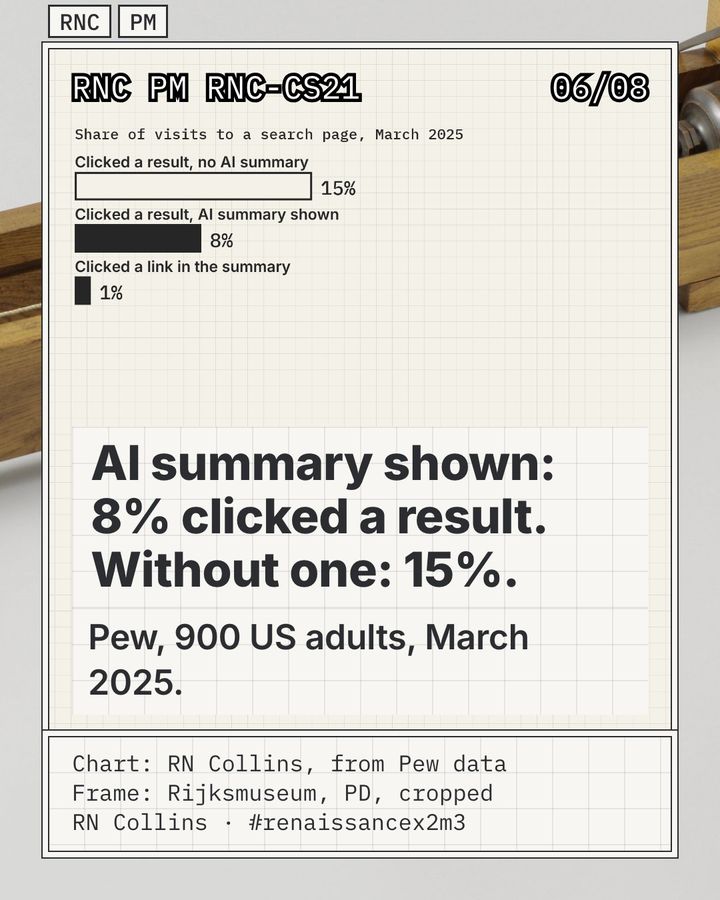 RNC PM
RNC PM RNC-CS21 06/08
Share of visits to a search page, March 2025
Clicked a result, no AI summary
15%
Clicked a result, AI summary shown
8%
Clicked a link in the summary
1%
AI summary shown:
8% clicked a result.
Without one: 15%.
Pew, 900 US adults, March
2025.
Chart: RN Collins, from Pew data
Frame: Rijksmuseum, PD, cropped
RN Collins · #renaissancex2m3